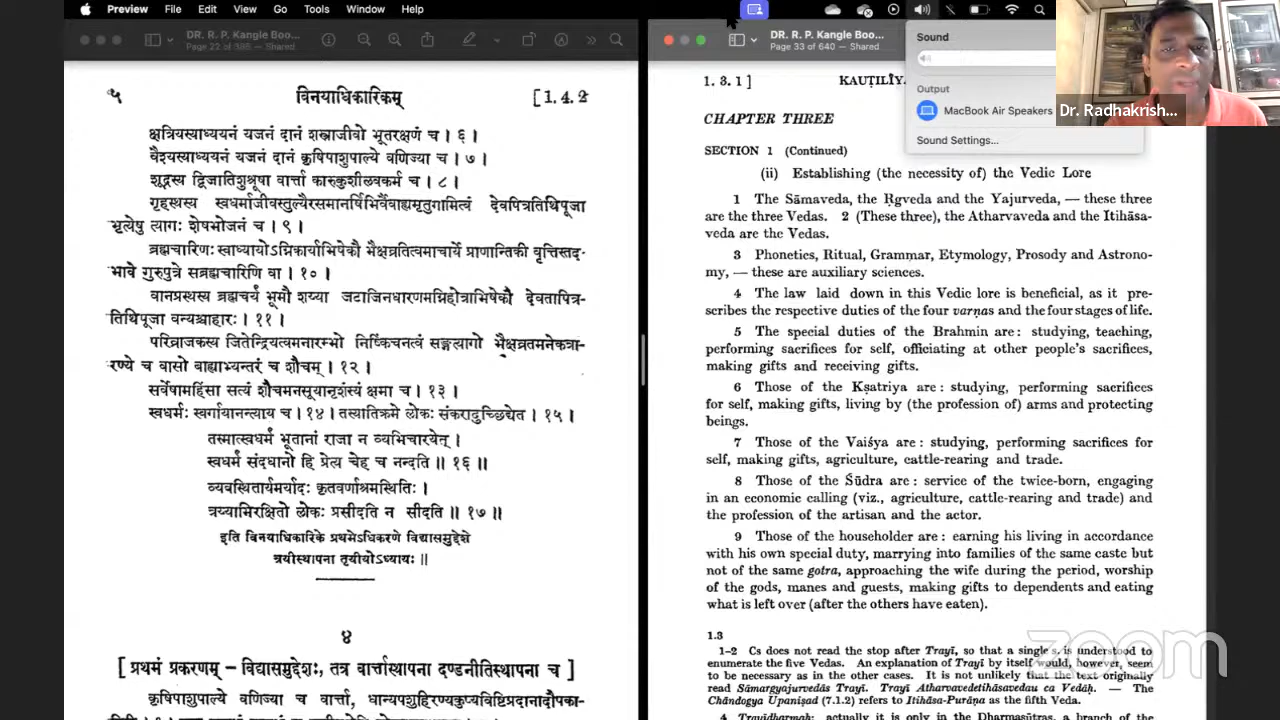 Preview File Edit View Go Tools Window Help
DR. R. P. Kangle Boo...
Page 22 of 385 — Shared
५ विनयाधिकारिकम् [1.4.2
क्षत्रियस्याध्ययनं यजनं दानं शस्त्राजीवो भूतरक्षणं च । ६ ।
वैश्यस्याध्ययनं यजनं दानं कृषिपाशुपाल्ये वणिज्या च । ७ ।
शूद्रस्य द्विजातिशुश्रूषा वार्त्ता कारुकुशीलवकर्म च । ८ ।
गृहस्थस्य स्वधर्माजीवस्तुल्यैरसमानर्षिभिर्वैवाह्यमृतुगामित्वं देवपित्रतिथिपूजा
भृत्येषु त्यागः शेषभोजनं च । ९ ।
ब्रह्मचारिणः स्वाध्यायोऽग्निकार्याभिषेकौ भैक्षव्रतित्वमाचार्ये प्राणान्तिकी वृत्तिस्तद-
भावे गुरुपुत्रे सब्रह्मचारिणि वा । १० ।
वानप्रस्थस्य ब्रह्मचर्यं भूमौ शय्या जटाजिनधारणमग्निहोत्राभिषेकौ देवतापित्र-
तिथिपूजा वन्यश्चाहारः । ११ ।
परिव्राजकस्य जितेन्द्रियत्वमनारम्भो निष्किंचनत्वं सङ्गत्यागो भैक्षव्रतमनेकत्रा-
रण्ये च वासो बाह्याभ्यन्तरं च शौचम् । १२ ।
सर्वेषामहिंसा सत्यं शौचमनसूयानृशंस्यं क्षमा च । १३ ।
स्वधर्मः स्वर्गायानन्त्याय च । १४ । तस्यातिक्रमे लोकः संकरादुच्छिद्येत । १५ ।
तस्मात्स्वधर्मं भूतानां राजा न व्यभिचारयेत् ।
स्वधर्मं संदधानो हि प्रेत्य चेह च नन्दति ॥ १६ ॥
व्यवस्थितार्यमर्यादः कृतवर्णाश्रमस्थितिः ।
त्रय्याभिरक्षितो लोकः प्रसीदति न सीदति ॥ १७ ॥
इति विनयाधिकारिके प्रथमेऽधिकरणे विद्यासमुद्देशे
त्रयीस्थापना तृतीयोऽध्यायः ॥
४
[ प्रथमं प्रकरणम् – विद्यासमुद्देशः, तत्र वार्त्तास्थापना दण्डनीतिस्थापना च ]
कृषिपाशुपाल्ये वणिज्या च वार्त्ता, धान्यपशुहिरण्यकुप्यविष्टिप्रदानादौपका-
DR. R. P. Kangle Boo...
Page 33 of 640 — Shared
1.3.1] KAUṬILĪY
CHAPTER THREE
SECTION 1 (Continued)
(ii) Establishing (the necessity of) the Vedic Lore
1 The Sāmaveda, the Ṛgveda and the Yajurveda, — these three
are the three Vedas. 2 (These three), the Atharvaveda and the Itihāsa-
veda are the Vedas.
3 Phonetics, Ritual, Grammar, Etymology, Prosody and Astrono-
my, — these are auxiliary sciences.
4 The law laid down in this Vedic lore is beneficial, as it pre-
scribes the respective duties of the four varṇas and the four stages of life.
5 The special duties of the Brahmin are: studying, teaching,
performing sacrifices for self, officiating at other people's sacrifices,
making gifts and receiving gifts.
6 Those of the Kṣatriya are: studying, performing sacrifices
for self, making gifts, living by (the profession of) arms and protecting
beings.
7 Those of the Vaiśya are: studying, performing sacrifices for
self, making gifts, agriculture, cattle-rearing and trade.
8 Those of the Śūdra are: service of the twice-born, engaging
in an economic calling (viz., agriculture, cattle-rearing and trade) and
the profession of the artisan and the actor.
9 Those of the householder are: earning his living in accordance
with his own special duty, marrying into families of the same caste but
not of the same gotra, approaching the wife during the period, worship
of the gods, manes and guests, making gifts to dependents and eating
what is left over (after the others have eaten).
1.3
1-2 Cs does not read the stop after Trayī, so that a single s. is understood to
enumerate the five Vedas. An explanation of Trayī by itself would, however, seem
to be necessary as in the other cases. It is not unlikely that the text originally
read Sāmargyajurvedās Trayī. Trayī Atharvavedetihāsavedau ca Vedāḥ. — The
Chāndogya Upaniṣad (7.1.2) refers to Itihāsa-Purāṇa as the fifth Veda.
4 Trayīdharmaḥ: actually it is only in the Dharmasūtras, a branch of the
Sound
Output
MacBook Air Speakers
Sound Settings...
Dr. Radhakrish...
zoom